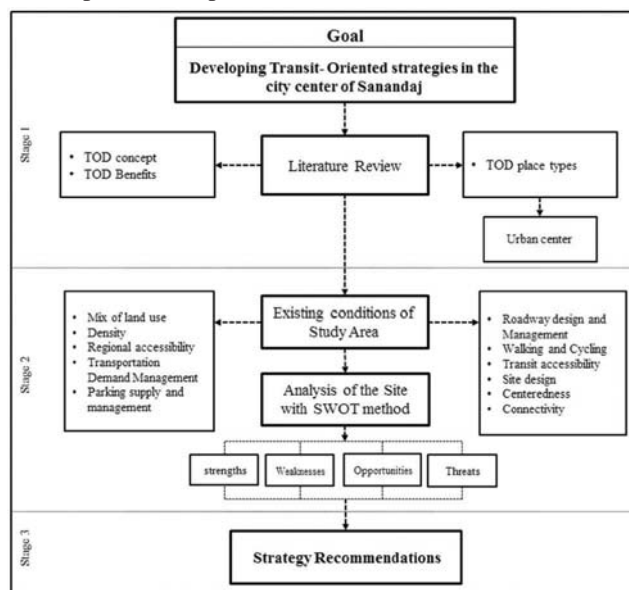 Goal
Developing Transit- Oriented strategies in the
city center of Sanandaj
Stage 1
• TOD concept
• TOD Benefits
Literature Review
• TOD place types
Urban center
Stage 2
• Mix of land use
• Density
• Regional accessibility
• Transportation
Demand Management
• Parking supply and
management
Existing conditions of
Study Area
• Roadway design and
Management
• Walking and Cycling
• Transit accessibility
• Site design
• Centeredness
• Connectivity
Analysis of the Site
with SWOT method
strengths
Weaknesses
Opportunities
Threats
Stage 3
Strategy Recommendations